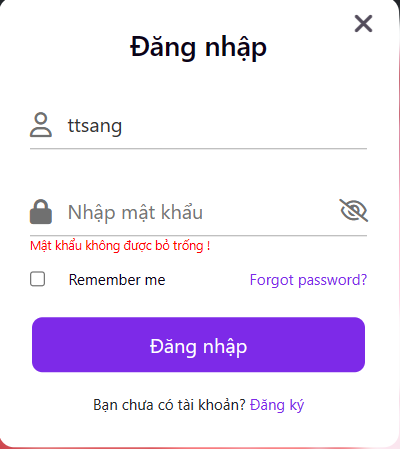 Đăng nhập
ttsang
Nhập mật khẩu
Mật khẩu không được bỏ trống !
Remember me Forgot password?
Đăng nhập
Bạn chưa có tài khoản? Đăng ký